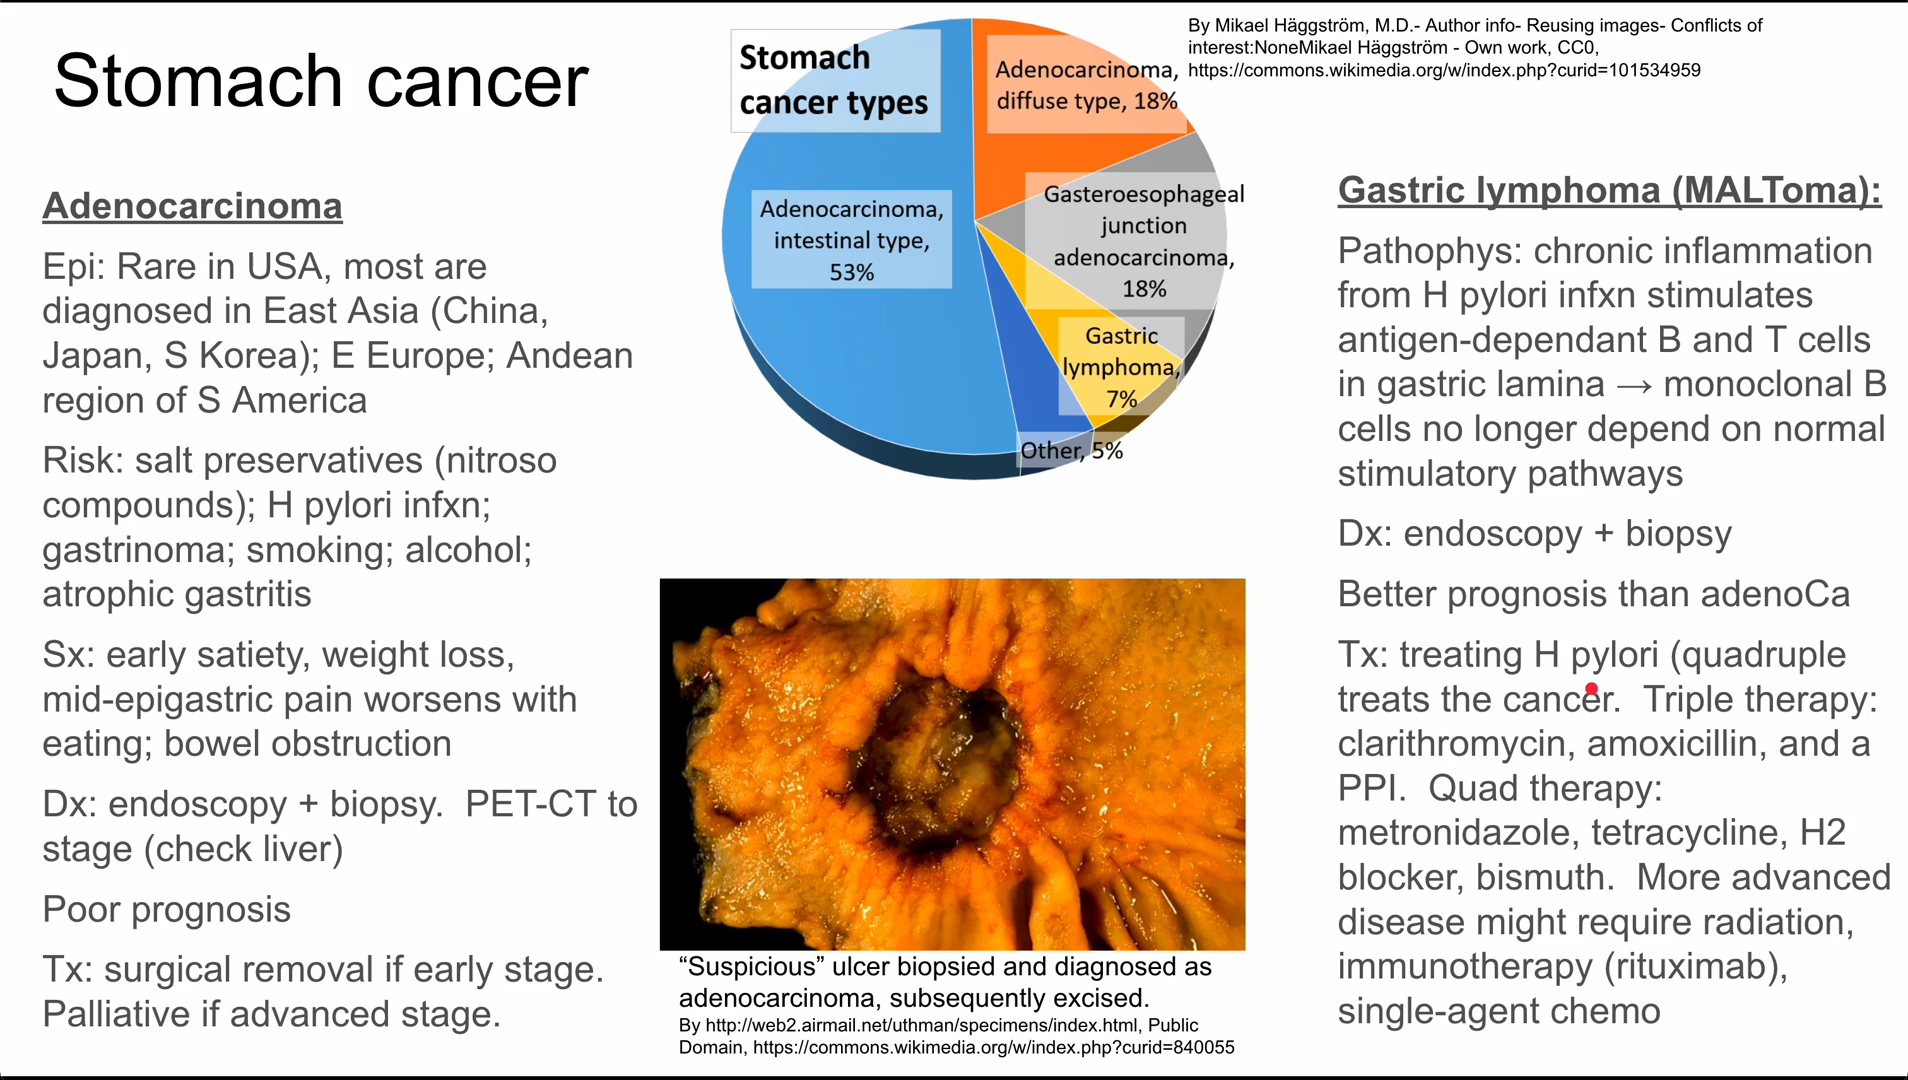 Stomach cancer
Adenocarcinoma
Epi: Rare in USA, most are
diagnosed in East Asia (China,
Japan, S Korea); E Europe; Andean
region of S America
Risk: salt preservatives (nitroso
compounds); H pylori infxn;
gastrinoma; smoking; alcohol;
atrophic gastritis
Sx: early satiety, weight loss,
mid-epigastric pain worsens with
eating; bowel obstruction
Dx: endoscopy + biopsy.  PET-CT to
stage (check liver)
Poor prognosis
Tx: surgical removal if early stage.
Palliative if advanced stage.
Stomach
cancer types
Adenocarcinoma,
diffuse type, 18%
Gasteroesophageal
junction
adenocarcinoma,
18%
Adenocarcinoma,
intestinal type,
53%
Gastric
lymphoma,
7%
Other, 5%
By Mikael Häggström, M.D.- Author info- Reusing images- Conflicts of
interest:NoneMikael Häggström - Own work, CC0,
https://commons.wikimedia.org/w/index.php?curid=101534959
“Suspicious” ulcer biopsied and diagnosed as
adenocarcinoma, subsequently excised.
By http://web2.airmail.net/uthman/specimens/index.html, Public
Domain, https://commons.wikimedia.org/w/index.php?curid=840055
Gastric lymphoma (MALToma):
Pathophys: chronic inflammation
from H pylori infxn stimulates
antigen-dependant B and T cells
in gastric lamina → monoclonal B
cells no longer depend on normal
stimulatory pathways
Dx: endoscopy + biopsy
Better prognosis than adenoCa
Tx: treating H pylori (quadruple
treats the cancer.  Triple therapy:
clarithromycin, amoxicillin, and a
PPI.  Quad therapy:
metronidazole, tetracycline, H2
blocker, bismuth.  More advanced
disease might require radiation,
immunotherapy (rituximab),
single-agent chemo